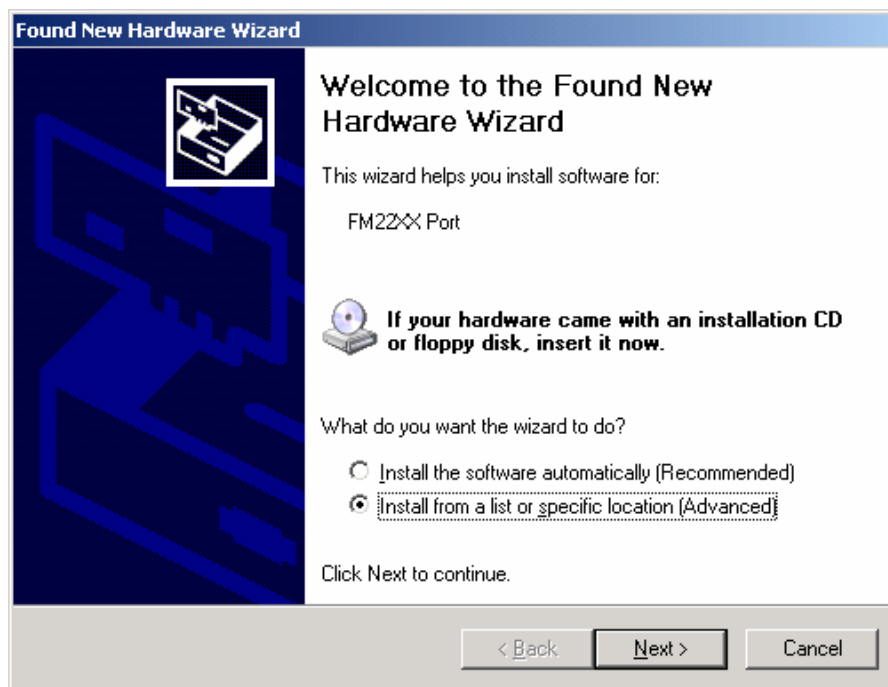 Found New Hardware Wizard
Welcome to the Found New
Hardware Wizard
This wizard helps you install software for:
FM22XX Port
If your hardware came with an installation CD
or floppy disk, insert it now.
What do you want the wizard to do?
Install the software automatically (Recommended)
Install from a list or specific location (Advanced)
Click Next to continue.
< Back Next > Cancel